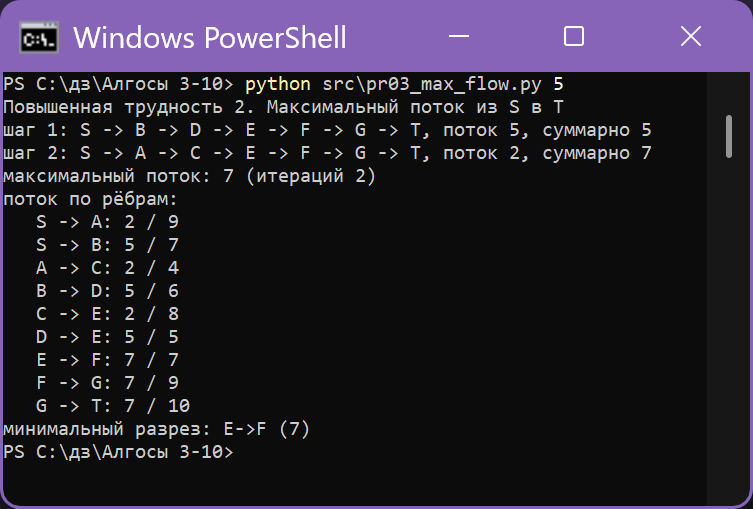 Windows PowerShell
PS C:\дз\Алгосы 3-10> python src\pr03_max_flow.py 5
Повышенная трудность 2. Максимальный поток из S в T
шаг 1: S -> B -> D -> E -> F -> G -> T, поток 5, суммарно 5
шаг 2: S -> A -> C -> E -> F -> G -> T, поток 2, суммарно 7
максимальный поток: 7 (итераций 2)
поток по рёбрам:
   S -> A: 2 / 9
   S -> B: 5 / 7
   A -> C: 2 / 4
   B -> D: 5 / 6
   C -> E: 2 / 8
   D -> E: 5 / 5
   E -> F: 7 / 7
   F -> G: 7 / 9
   G -> T: 7 / 10
минимальный разрез: E->F (7)
PS C:\дз\Алгосы 3-10>